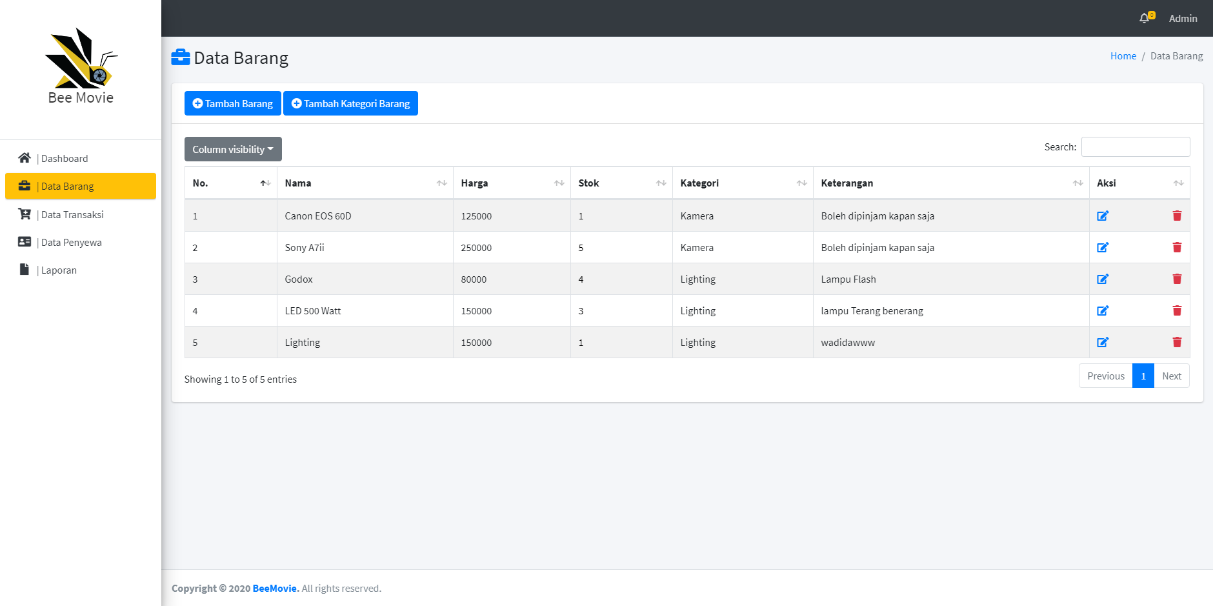 Admin
Bee Movie
Data Barang
Home / Data Barang
Tambah Barang Tambah Kategori Barang
Column visibility
Search:
| Dashboard
| Data Barang
| Data Transaksi
| Data Penyewa
| Laporan
No. Nama Harga Stok Kategori Keterangan Aksi
1 Canon EOS 60D 125000 1 Kamera Boleh dipinjam kapan saja
2 Sony A7ii 250000 5 Kamera Boleh dipinjam kapan saja
3 Godox 80000 4 Lighting Lampu Flash
4 LED 500 Watt 150000 3 Lighting lampu Terang benerang
5 Lighting 150000 1 Lighting wadidawww
Showing 1 to 5 of 5 entries
Previous 1 Next
Copyright © 2020 BeeMovie. All rights reserved.